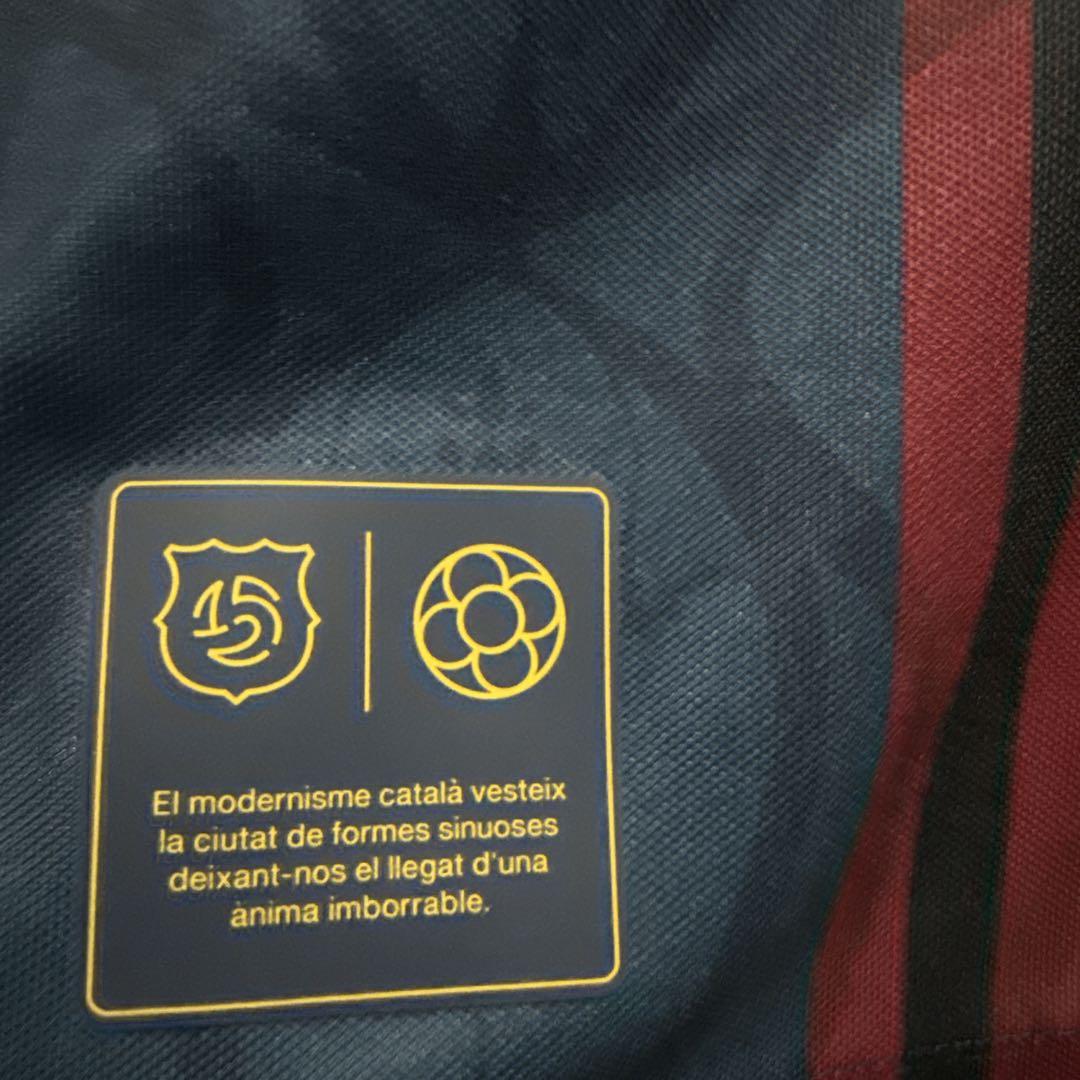 15
El modernisme català vesteix
la ciutat de formes sinuoses
deixant-nos el llegat d'una
ànima imborrable.